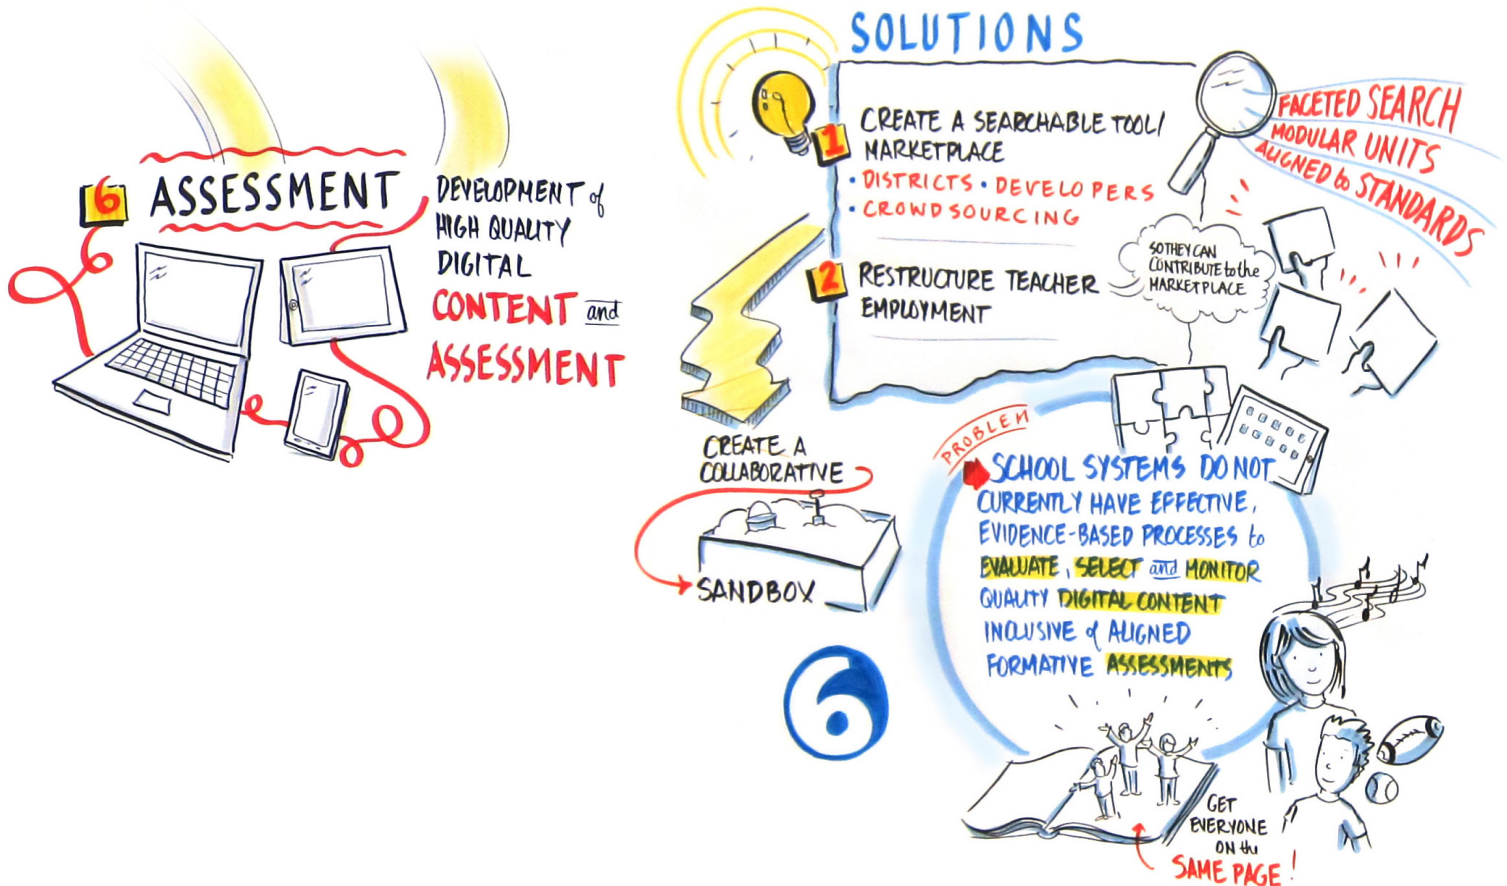 6 ASSESSMENT
DEVELOPMENT of
HIGH QUALITY
DIGITAL
CONTENT and
ASSESSMENT
SOLUTIONS
1 CREATE A SEARCHABLE TOOL/
MARKETPLACE
• DISTRICTS • DEVELOPERS
• CROWDSOURCING
2 RESTRUCTURE TEACHER
EMPLOYMENT
SO THEY CAN
CONTRIBUTE to the
MARKETPLACE
FACETED SEARCH
MODULAR UNITS
ALIGNED to STANDARDS
CREATE A
COLLABORATIVE
SANDBOX
6
PROBLEM
SCHOOL SYSTEMS DO NOT
CURRENTLY HAVE EFFECTIVE,
EVIDENCE-BASED PROCESSES to
EVALUATE, SELECT and MONITOR
QUALITY DIGITAL CONTENT
INCLUSIVE of ALIGNED
FORMATIVE ASSESSMENTS
GET
EVERYONE
ON the
SAME PAGE!